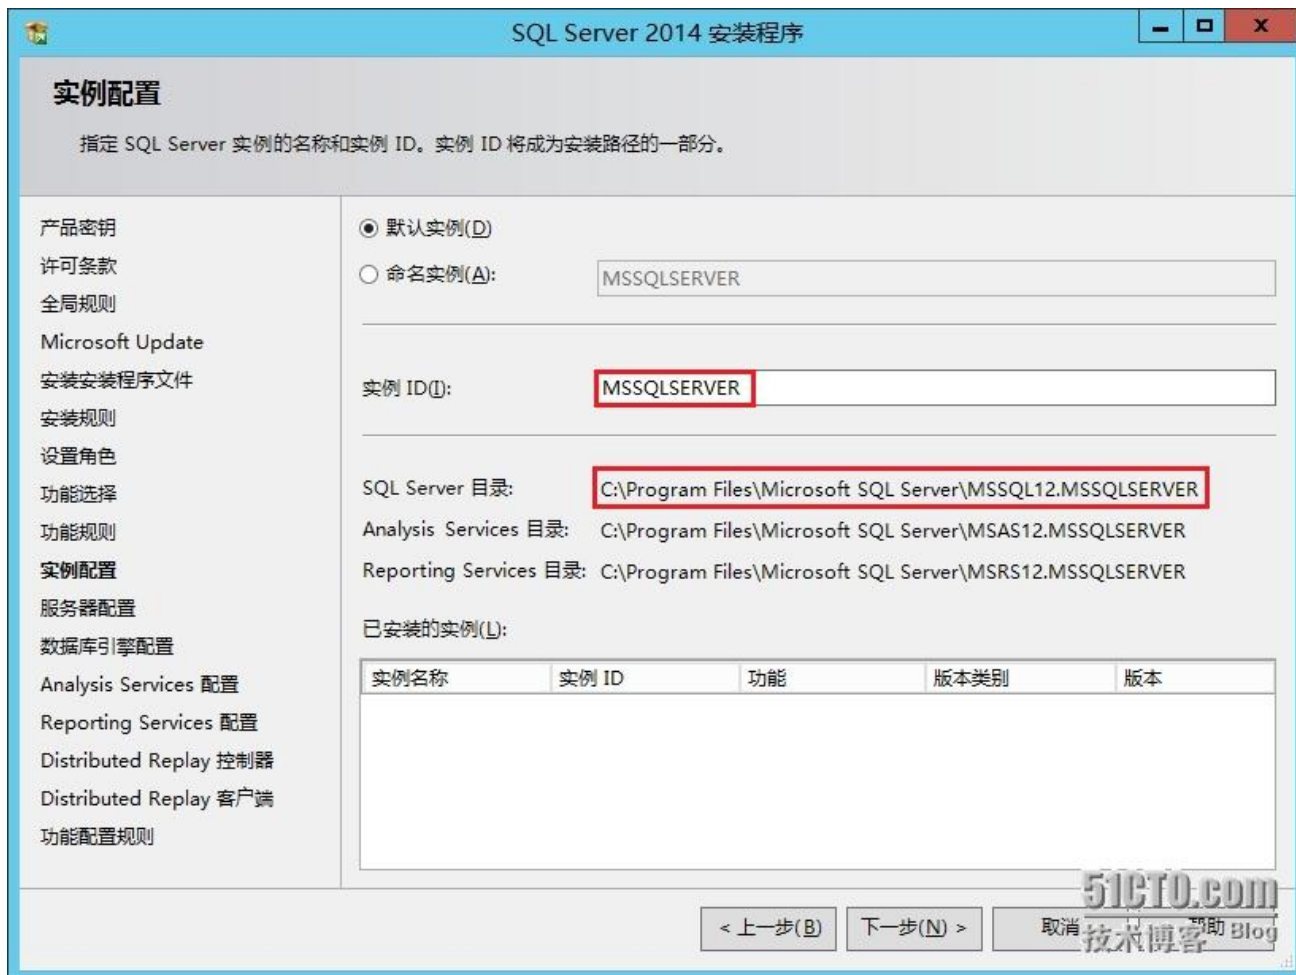 SQL Server 2014 安装程序
实例配置
指定 SQL Server 实例的名称和实例 ID。实例 ID 将成为安装路径的一部分。
产品密钥
许可条款
全局规则
Microsoft Update
安装安装程序文件
安装规则
设置角色
功能选择
功能规则
实例配置
服务器配置
数据库引擎配置
Analysis Services 配置
Reporting Services 配置
Distributed Replay 控制器
Distributed Replay 客户端
功能配置规则
默认实例(D)
命名实例(A): MSSQLSERVER
实例 ID(I): MSSQLSERVER
SQL Server 目录: C:\Program Files\Microsoft SQL Server\MSSQL12.MSSQLSERVER
Analysis Services 目录: C:\Program Files\Microsoft SQL Server\MSAS12.MSSQLSERVER
Reporting Services 目录: C:\Program Files\Microsoft SQL Server\MSRS12.MSSQLSERVER
已安装的实例(L):
实例名称 实例 ID 功能 版本类别 版本
< 上一步(B) 下一步(N) > 取消 帮助
51CTO.com
技术博客 Blog